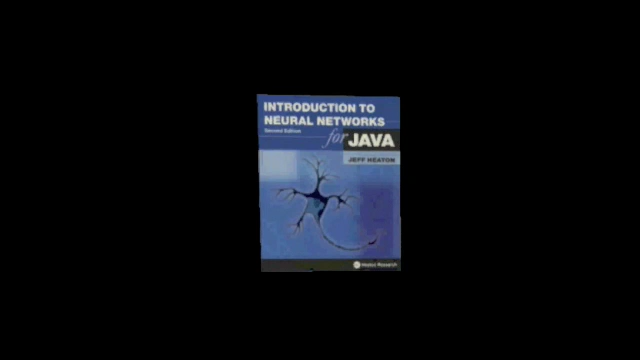 INTRODUCTION TO
NEURAL NETWORKS
Second Edition
for JAVA
JEFF HEATON
Heaton Research